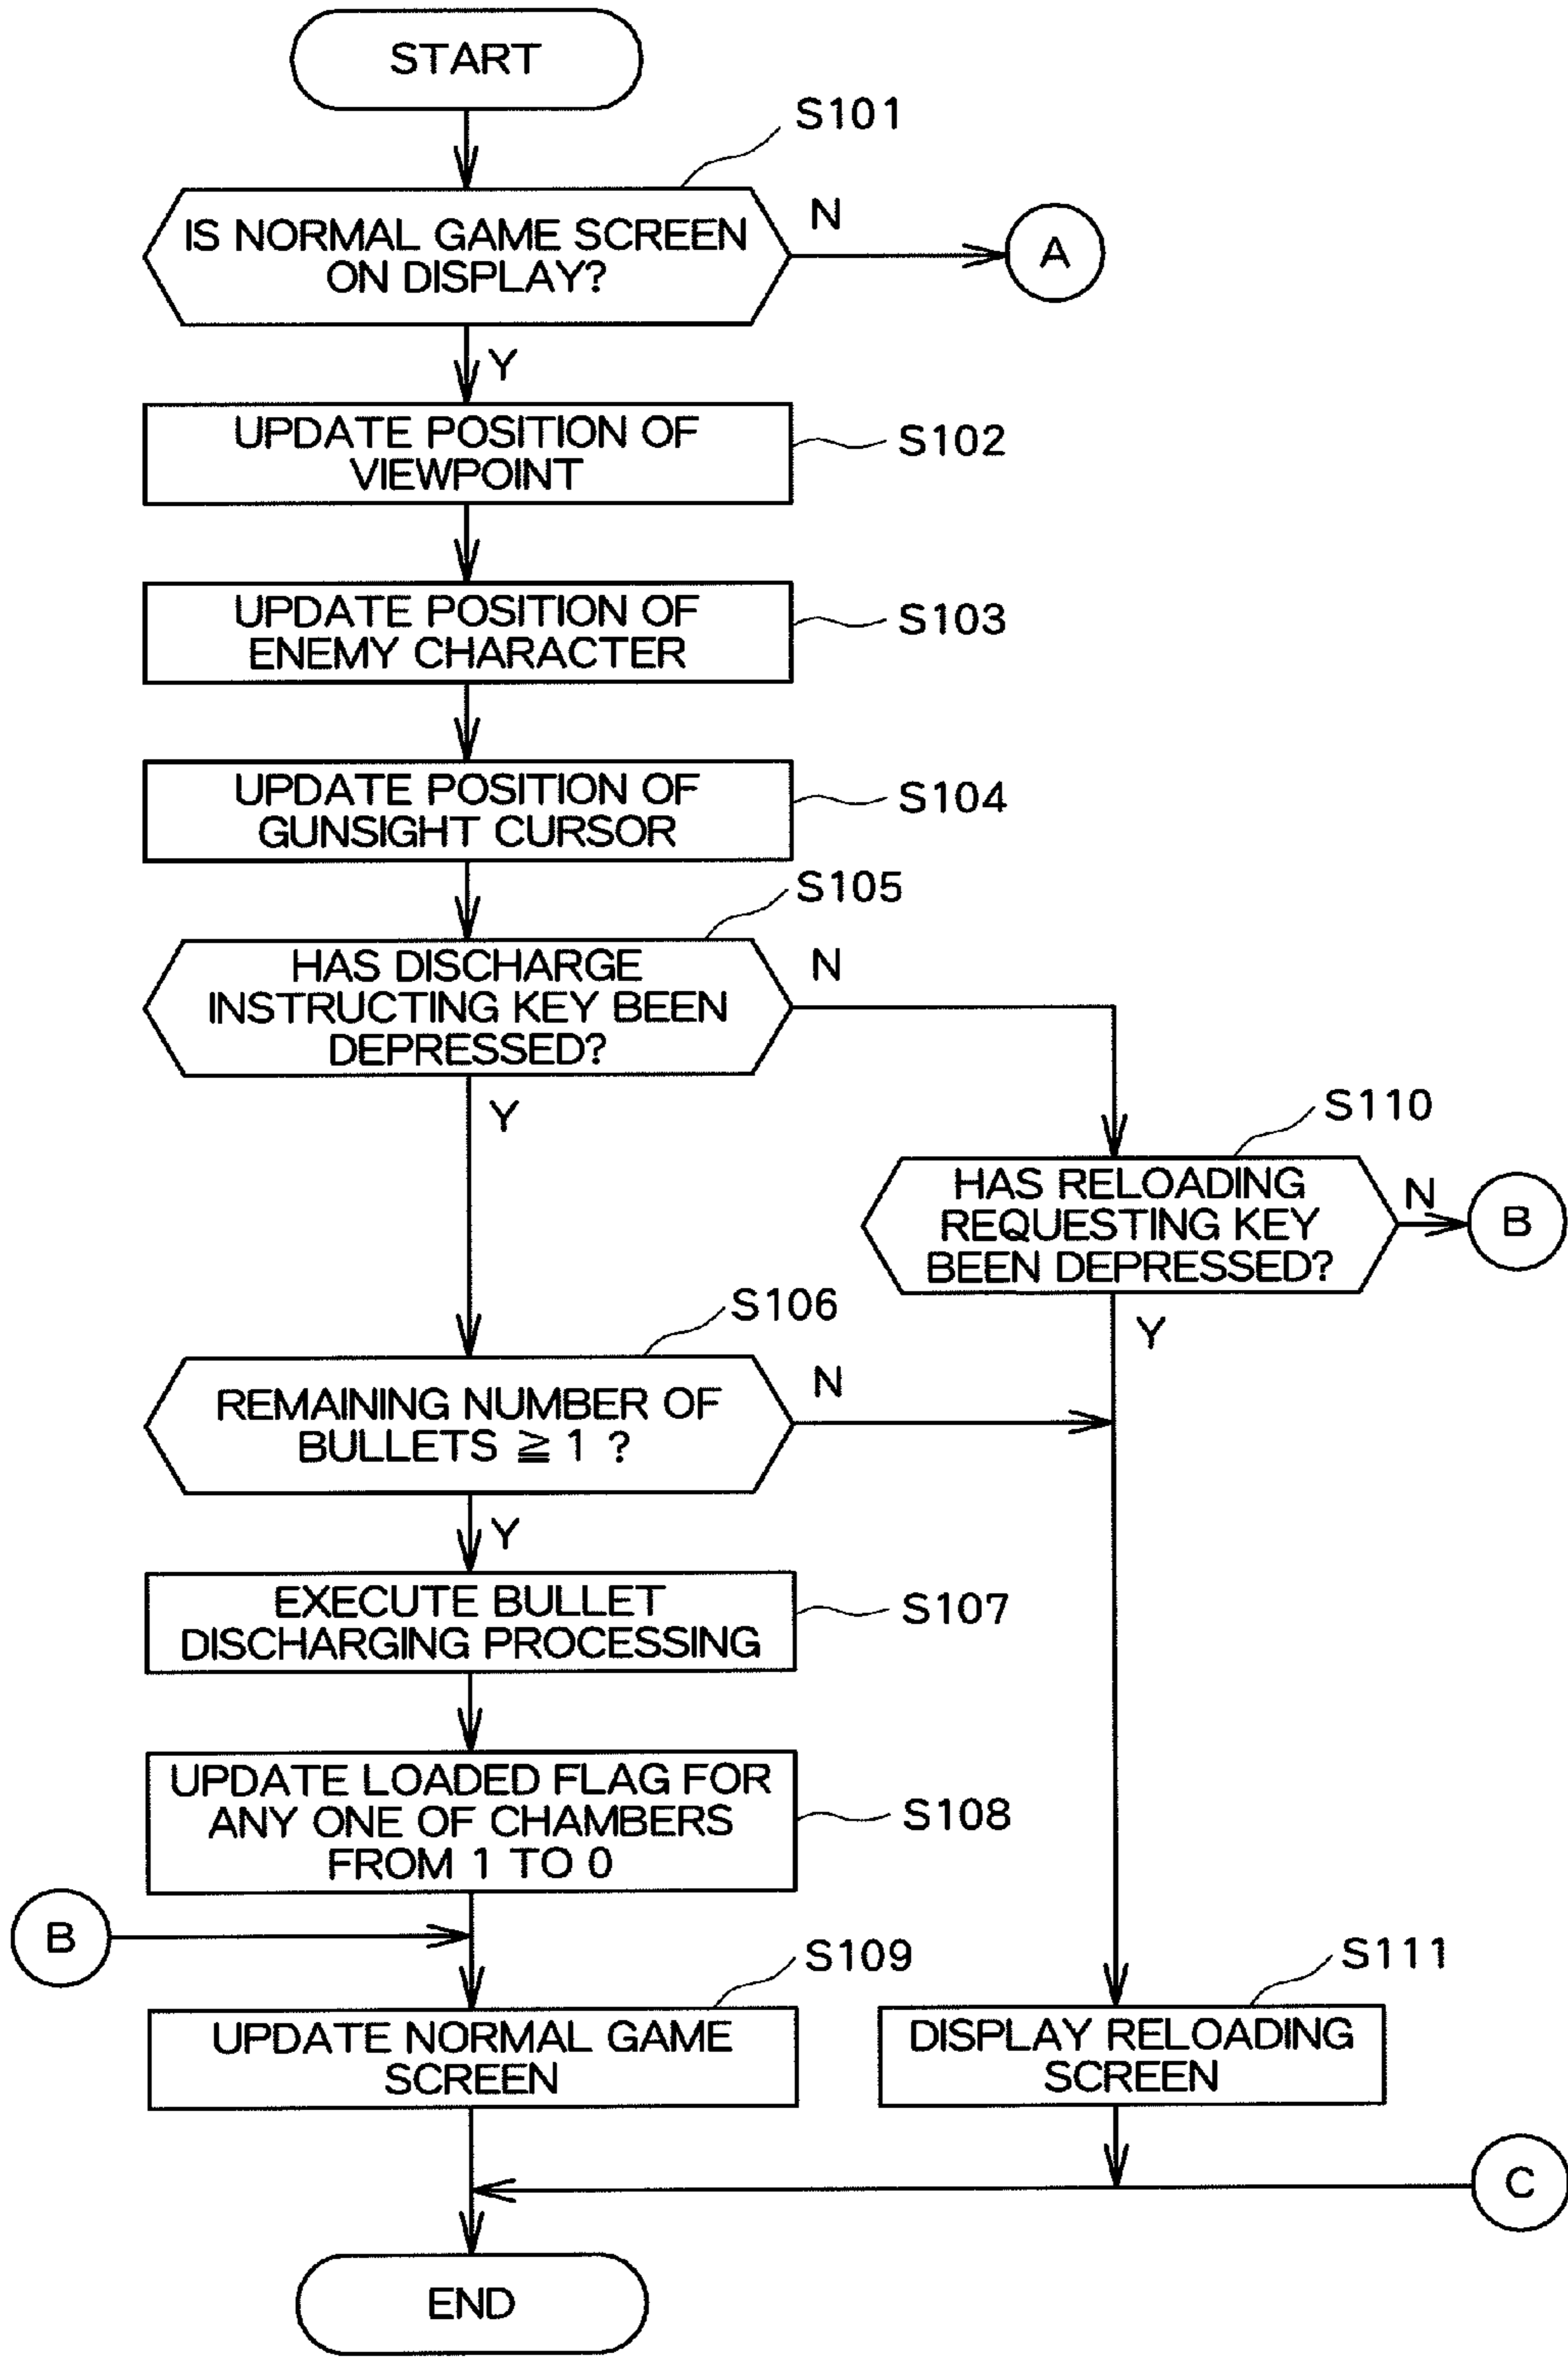 START
S101
IS NORMAL GAME SCREEN
ON DISPLAY?
N
A
Y
UPDATE POSITION OF
VIEWPOINT
S102
UPDATE POSITION OF
ENEMY CHARACTER
S103
UPDATE POSITION OF
GUNSIGHT CURSOR
S104
S105
HAS DISCHARGE
INSTRUCTING KEY BEEN
DEPRESSED?
N
Y
S110
HAS RELOADING
REQUESTING KEY
BEEN DEPRESSED?
N
B
Y
S106
REMAINING NUMBER OF
BULLETS ≧ 1 ?
N
Y
EXECUTE BULLET
DISCHARGING PROCESSING
S107
UPDATE LOADED FLAG FOR
ANY ONE OF CHAMBERS
FROM 1 TO 0
S108
B
S109
UPDATE NORMAL GAME
SCREEN
S111
DISPLAY RELOADING
SCREEN
C
END